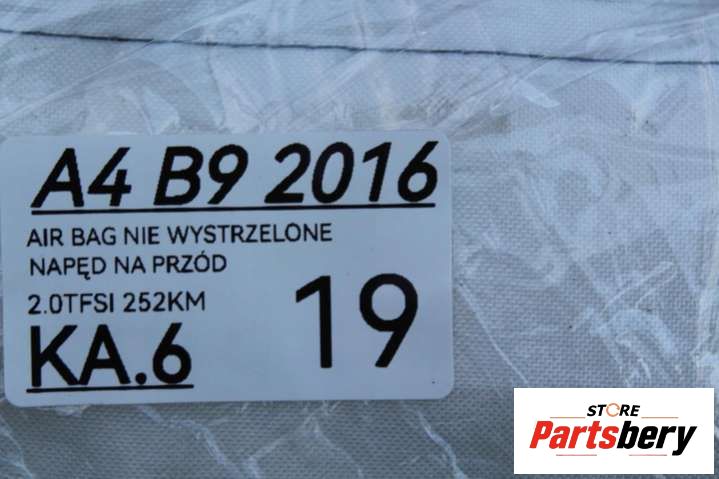 A4 B9 2016
AIR BAG NIE WYSTRZELONE
NAPĘD NA PRZÓD
2.0TFSI 252KM
KA.6
19
STORE
Partsbery